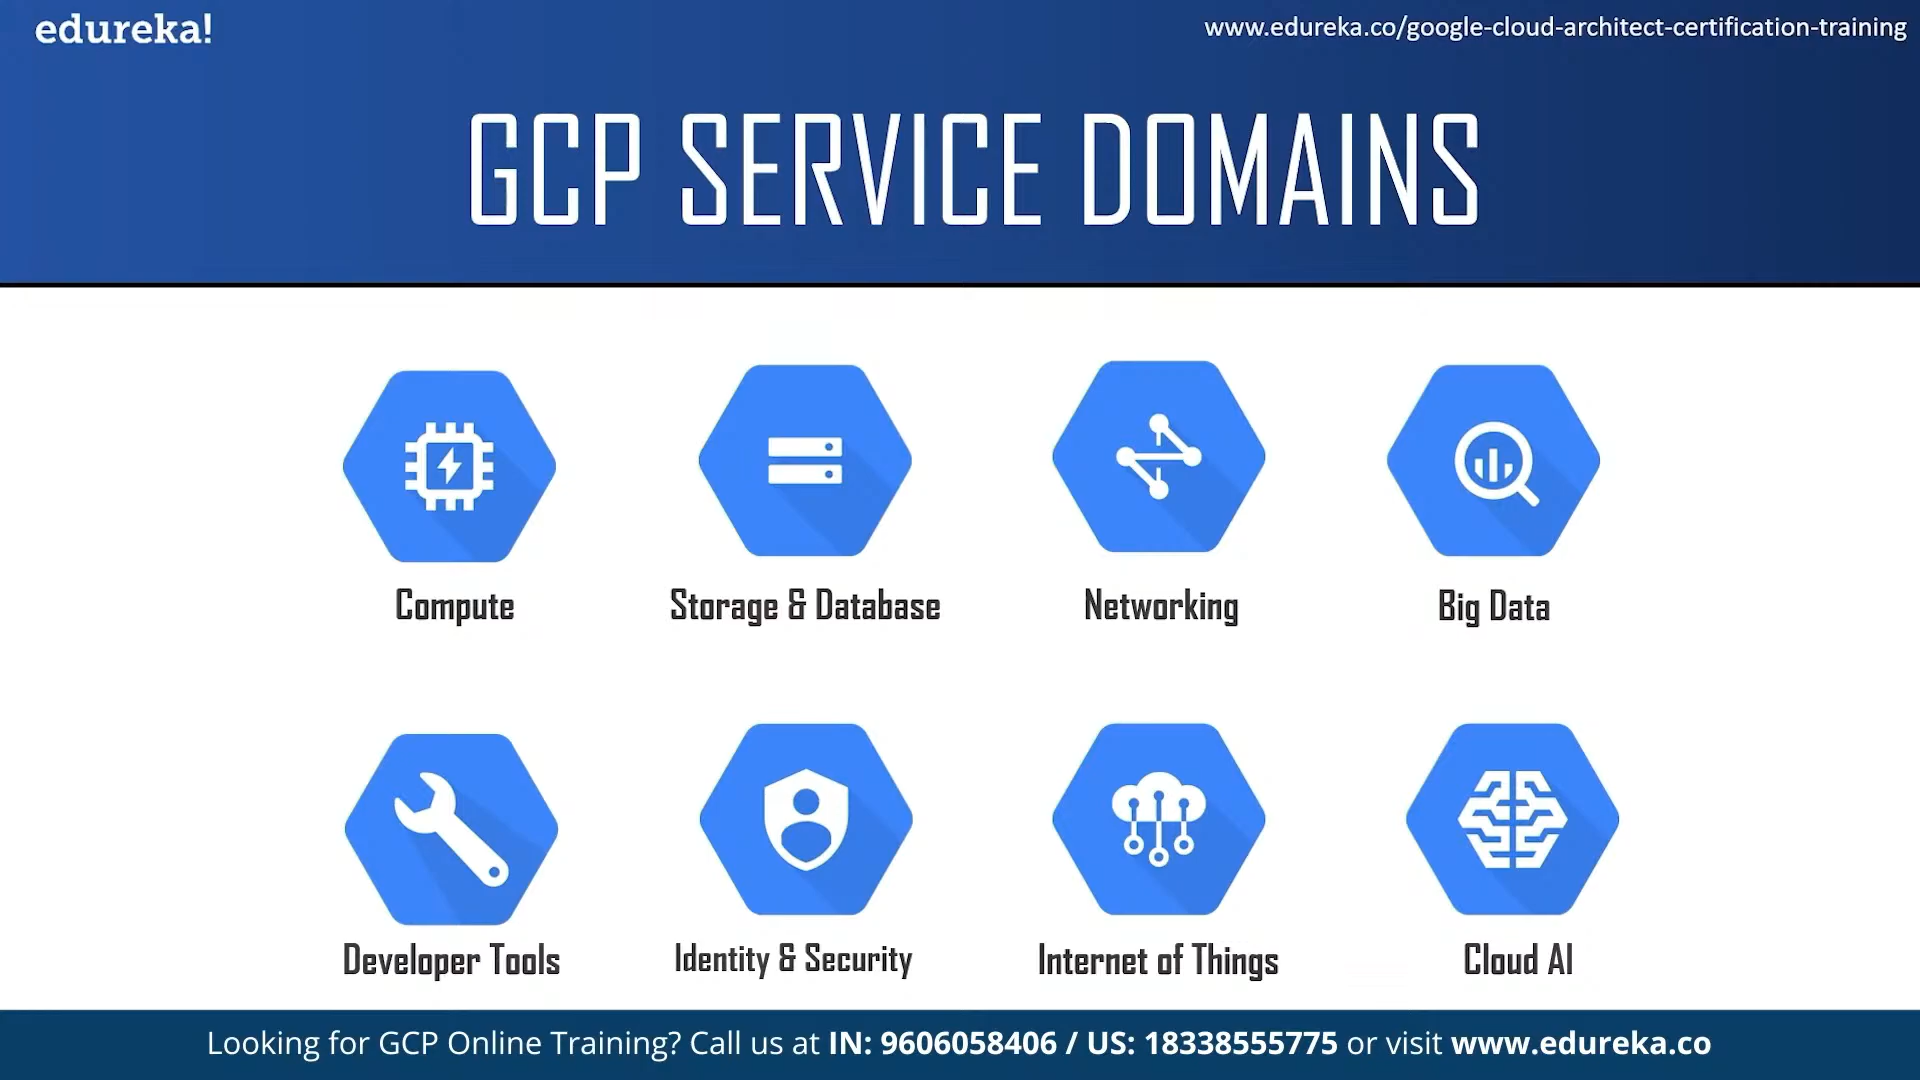 edureka!
www.edureka.co/google-cloud-architect-certification-training
GCP SERVICE DOMAINS
Compute
Storage & Database
Networking
Big Data
Developer Tools
Identity & Security
Internet of Things
Cloud AI
Looking for GCP Online Training? Call us at IN: 9606058406 / US: 18338555775 or visit www.edureka.co